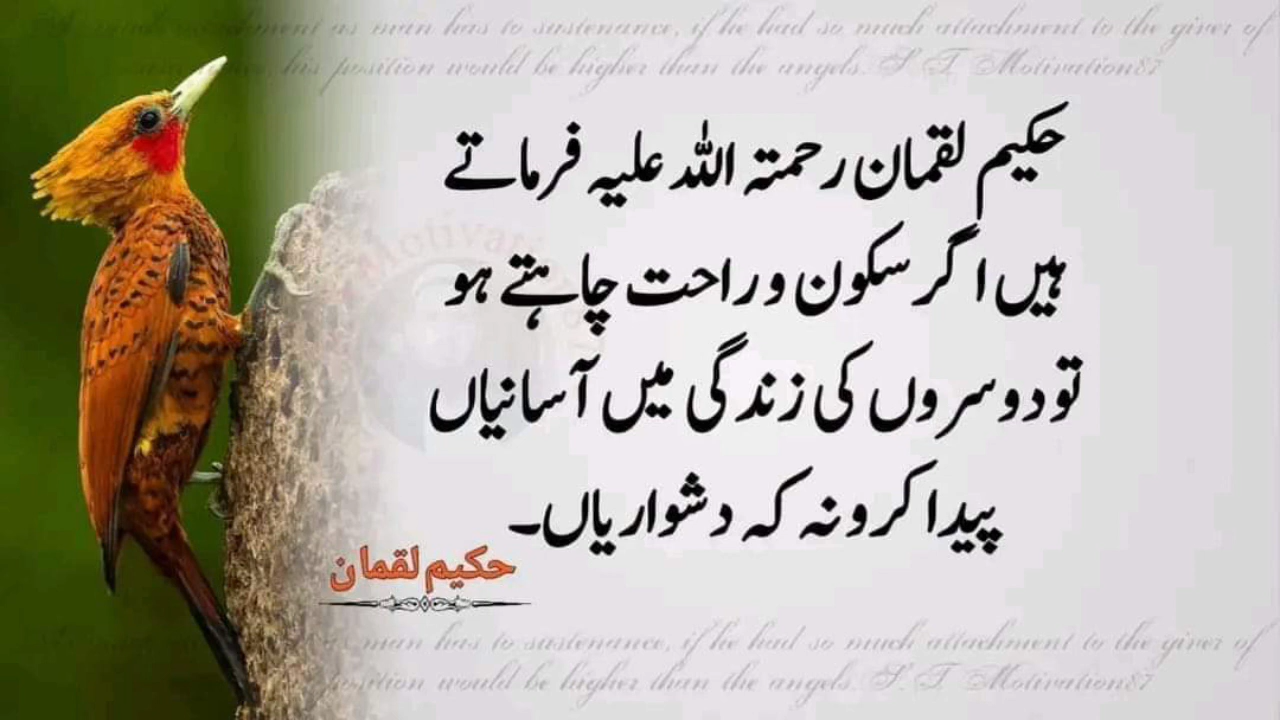 as man has to sustenance, if he had so much attachment to the giver of
his position would be higher than the angels. S. T. Motivation87
حکیم لقمان رحمتہ اللہ علیہ فرماتے
ہیں اگر سکون و راحت چاہتے ہو
تو دوسروں کی زندگی میں آسانیاں
پیدا کرو نہ کہ دشواریاں۔
حکیم لقمان
as man has to sustenance, if he had so much attachment to the giver of
position would be higher than the angels. S. T. Motivation87